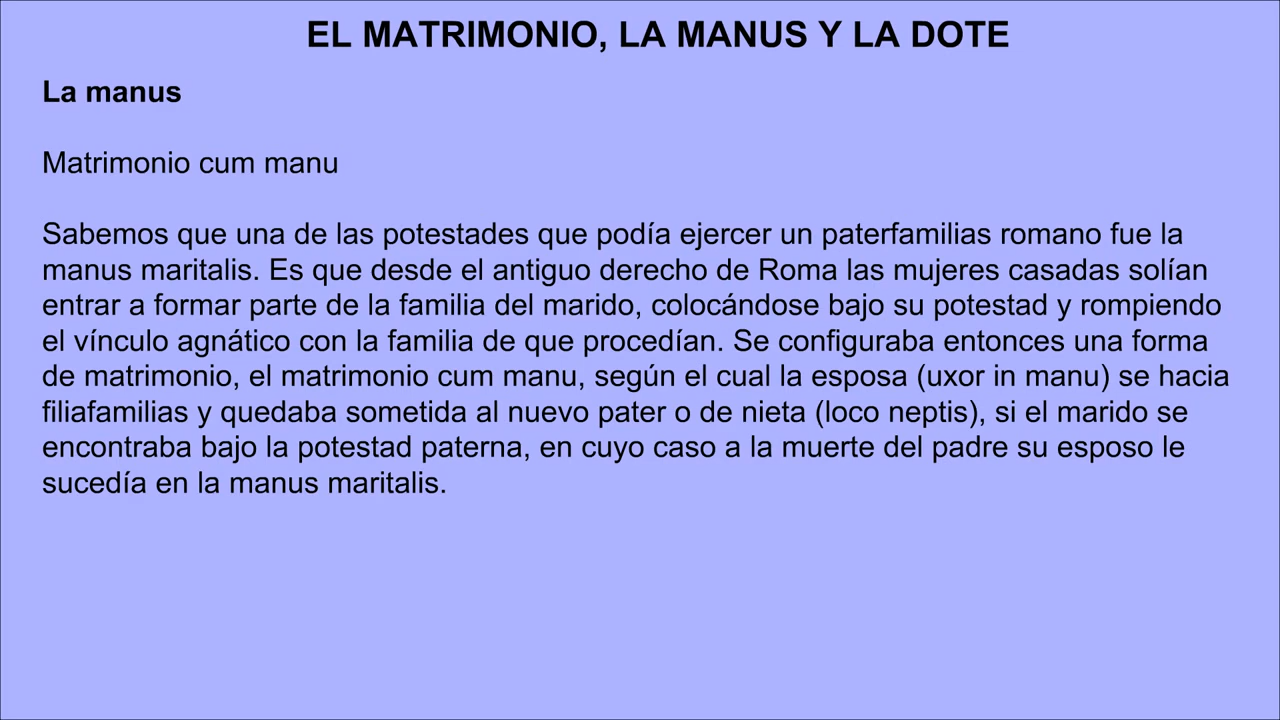 EL MATRIMONIO, LA MANUS Y LA DOTE
La manus
Matrimonio cum manu
Sabemos que una de las potestades que podía ejercer un paterfamilias romano fue la
manus maritalis. Es que desde el antiguo derecho de Roma las mujeres casadas solían
entrar a formar parte de la familia del marido, colocándose bajo su potestad y rompiendo
el vínculo agnático con la familia de que procedían. Se configuraba entonces una forma
de matrimonio, el matrimonio cum manu, según el cual la esposa (uxor in manu) se hacia
filiafamilias y quedaba sometida al nuevo pater o de nieta (loco neptis), si el marido se
encontraba bajo la potestad paterna, en cuyo caso a la muerte del padre su esposo le
sucedía en la manus maritalis.